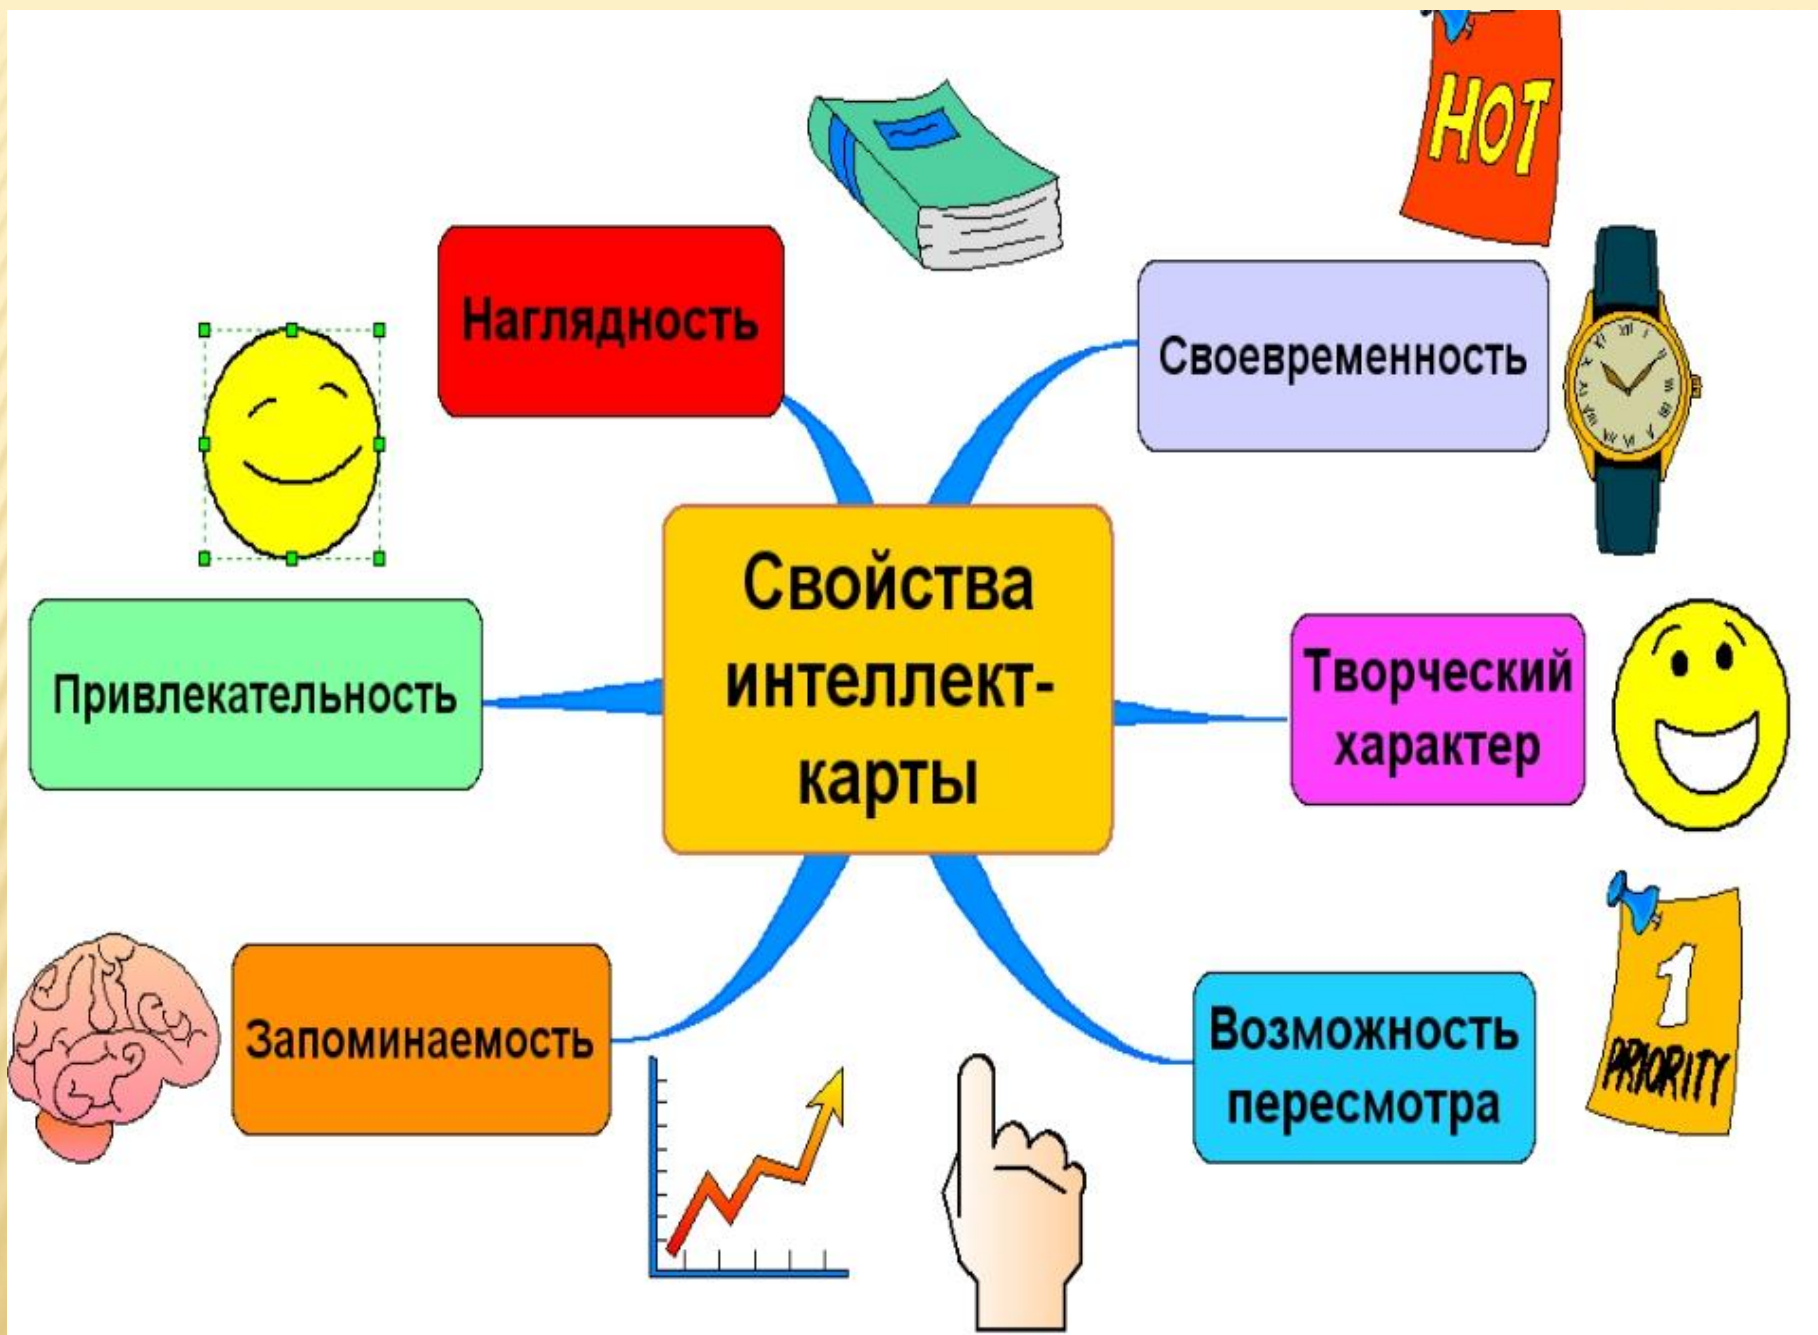 HOT
Наглядность
Своевременность
Свойства
интеллект-
карты
Привлекательность
Творческий
характер
Запоминаемость
Возможность
пересмотра
1
PRIORITY